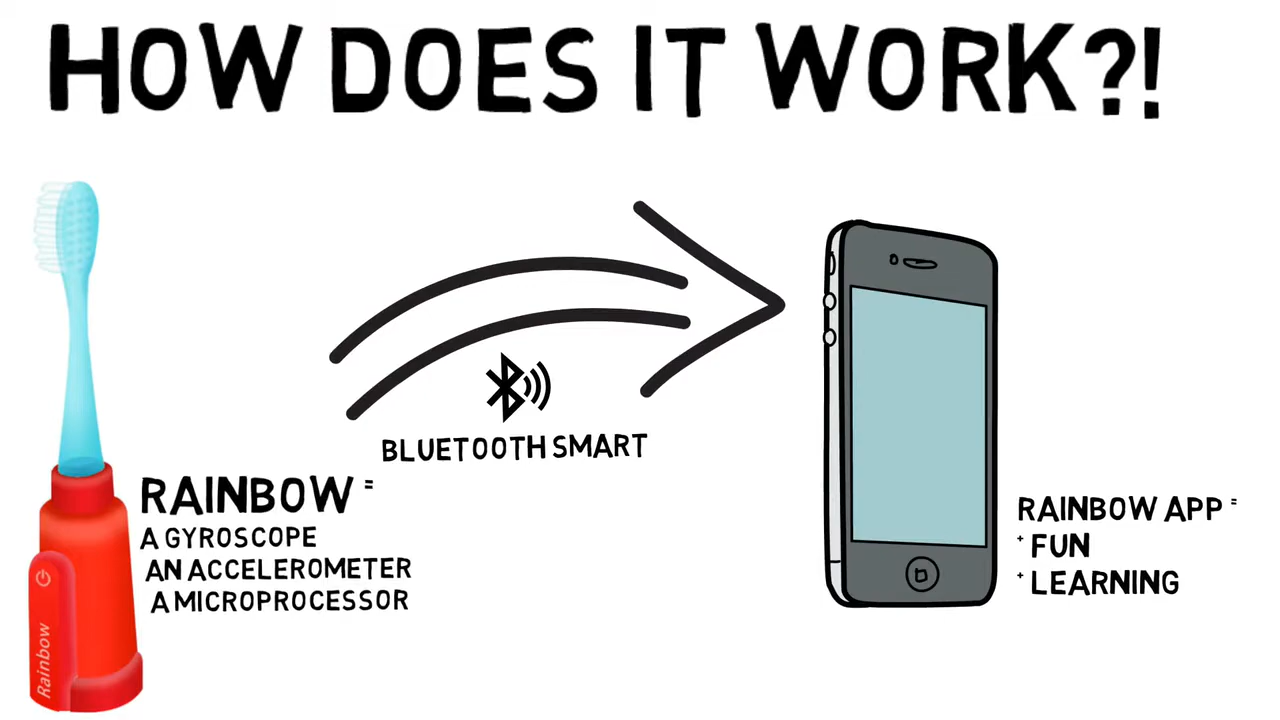 HOW DOES IT WORK?!
BLUETOOTH SMART
RAINBOW =
A GYROSCOPE
AN ACCELEROMETER
A MICROPROCESSOR
Rainbow
RAINBOW APP =
+ FUN
+ LEARNING